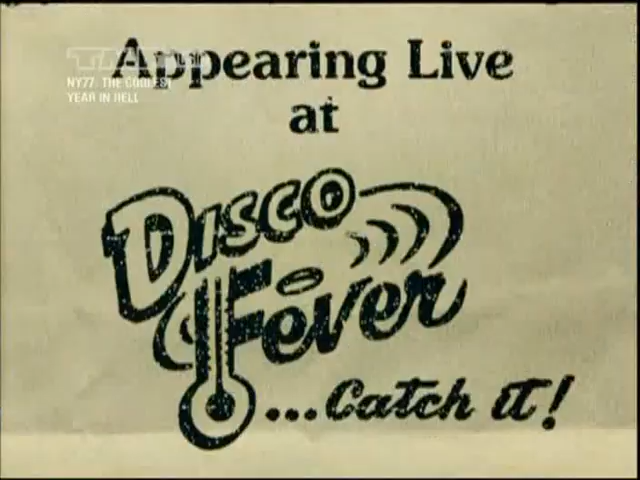 Appearing Live
NY77: THE COOLEST
YEAR IN HELL
at
Disco
Fever
...Catch it!